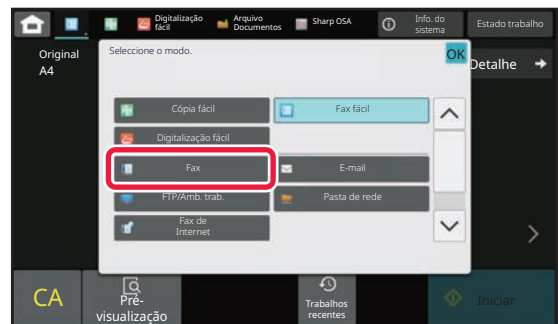 Digitalização
fácil
Arquivo
Documentos
Sharp OSA
Info. do
sistema
Estado trabalho
Original
A4
Seleccione o modo.
OK
Detalhe
Cópia fácil
Fax fácil
Digitalização fácil
Fax
E-mail
FTP/Amb. trab.
Pasta de rede
Fax de
Internet
CA
Pré-
visualização
Trabalhos
recentes
Iniciar